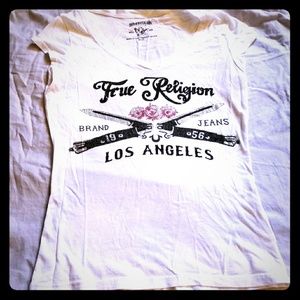 True Religion
BRAND JEANS
19 56
LOS ANGELES